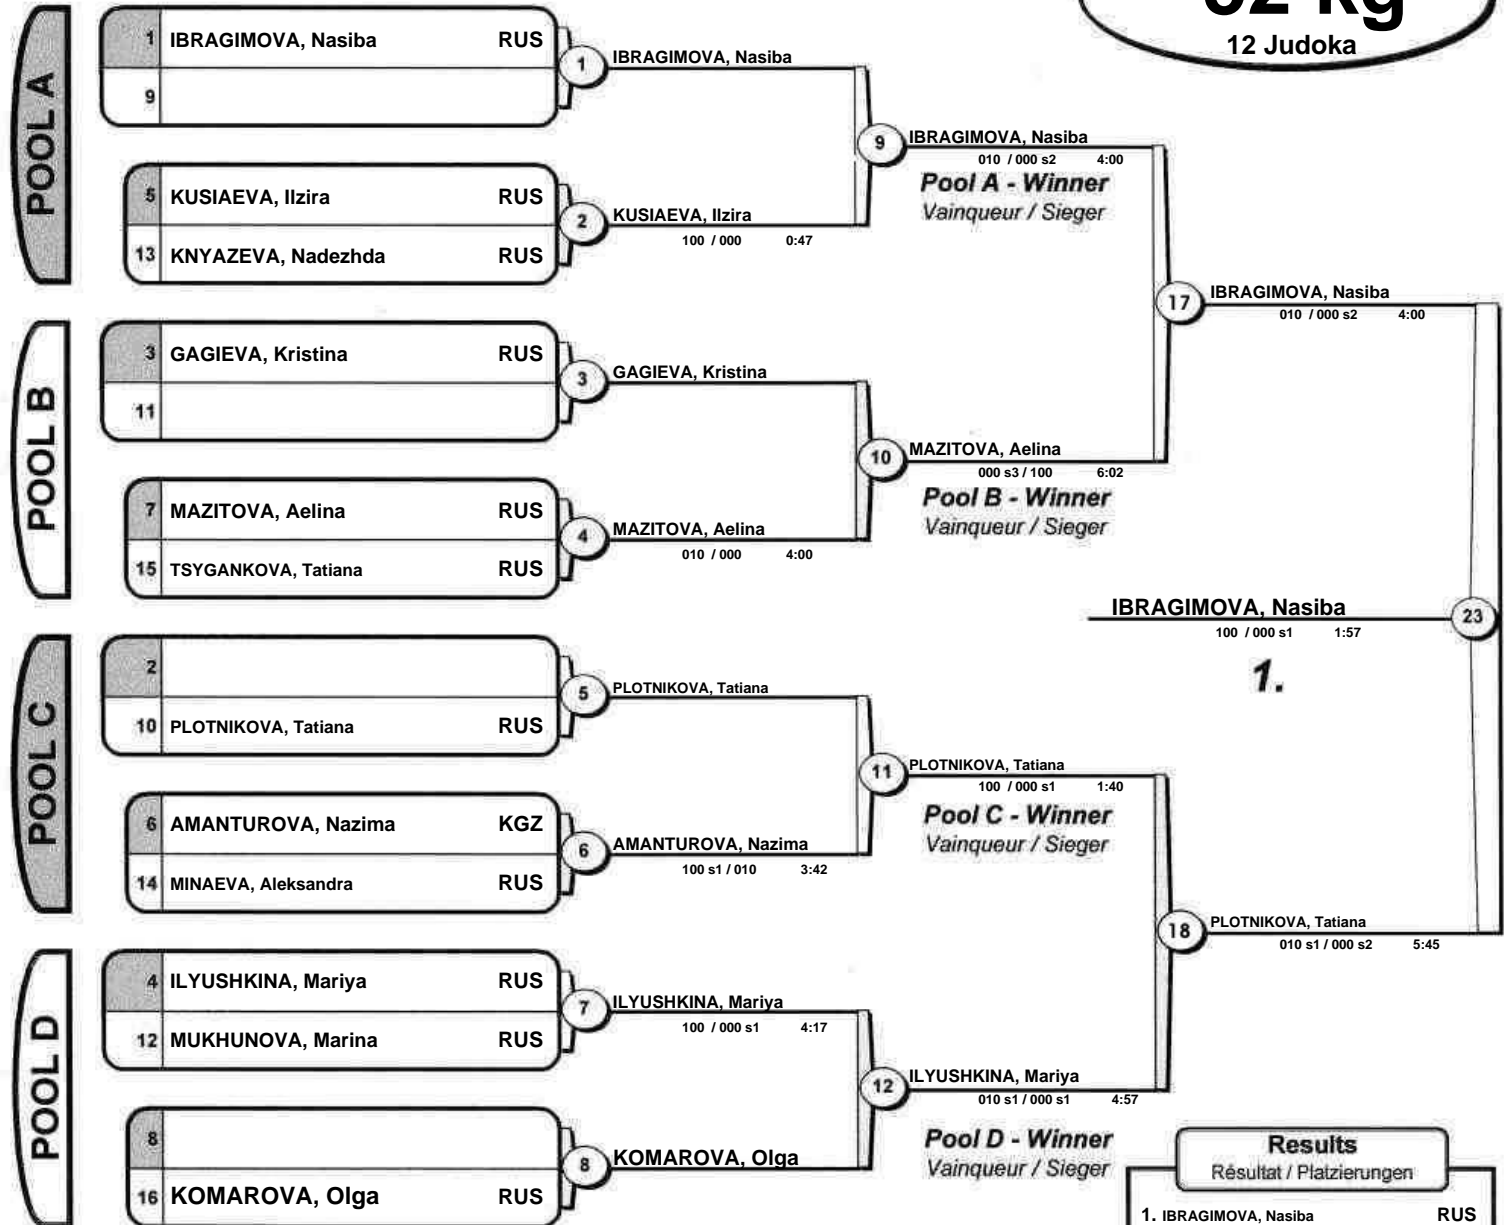 52 kg
12 Judoka
POOL A
1 IBRAGIMOVA, Nasiba RUS
9
1 IBRAGIMOVA, Nasiba
5 KUSIAEVA, Ilzira RUS
13 KNYAZEVA, Nadezhda RUS
2 KUSIAEVA, Ilzira
100 / 000 0:47
9 IBRAGIMOVA, Nasiba
010 / 000 s2 4:00
Pool A - Winner
Vainqueur / Sieger
POOL B
3 GAGIEVA, Kristina RUS
11
3 GAGIEVA, Kristina
7 MAZITOVA, Aelina RUS
15 TSYGANKOVA, Tatiana RUS
4 MAZITOVA, Aelina
010 / 000 4:00
10 MAZITOVA, Aelina
000 s3 / 100 6:02
Pool B - Winner
Vainqueur / Sieger
17 IBRAGIMOVA, Nasiba
010 / 000 s2 4:00
POOL C
2
10 PLOTNIKOVA, Tatiana RUS
5 PLOTNIKOVA, Tatiana
6 AMANTUROVA, Nazima KGZ
14 MINAEVA, Aleksandra RUS
6 AMANTUROVA, Nazima
100 s1 / 010 3:42
11 PLOTNIKOVA, Tatiana
100 / 000 s1 1:40
Pool C - Winner
Vainqueur / Sieger
POOL D
4 ILYUSHKINA, Mariya RUS
12 MUKHUNOVA, Marina RUS
7 ILYUSHKINA, Mariya
100 / 000 s1 4:17
8
16 KOMAROVA, Olga RUS
8 KOMAROVA, Olga
12 ILYUSHKINA, Mariya
010 s1 / 000 s1 4:57
Pool D - Winner
Vainqueur / Sieger
18 PLOTNIKOVA, Tatiana
010 s1 / 000 s2 5:45
IBRAGIMOVA, Nasiba 23
100 / 000 s1 1:57
1.
Results
Résultat / Platzierungen
1. IBRAGIMOVA, Nasiba RUS